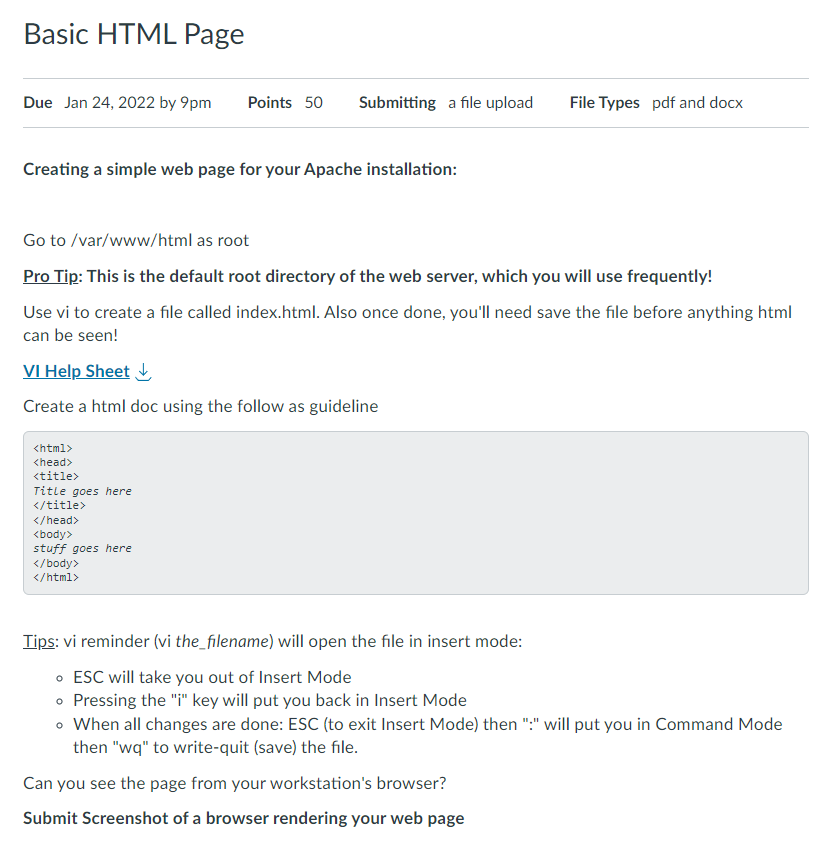 Basic HTML Page
Due Jan 24, 2022 by 9pm Points 50 Submitting a file upload File Types pdf and docx
Creating a simple web page for your Apache installation:
Go to /var/www/html as root
Pro Tip: This is the default root directory of the web server, which you will use frequently!
Use vi to create a file called index.html. Also once done, you'll need save the file before anything html
can be seen!
VI Help Sheet
Create a html doc using the follow as guideline
<html>
<head>
<title>
Title goes here
</title>
</head>
<body>
stuff goes here
</body>
</html>
Tips: vi reminder (vi the_filename) will open the file in insert mode:
ESC will take you out of Insert Mode
Pressing the "i" key will put you back in Insert Mode
When all changes are done: ESC (to exit Insert Mode) then ":" will put you in Command Mode
then "wq" to write-quit (save) the file.
Can you see the page from your workstation's browser?
Submit Screenshot of a browser rendering your web page